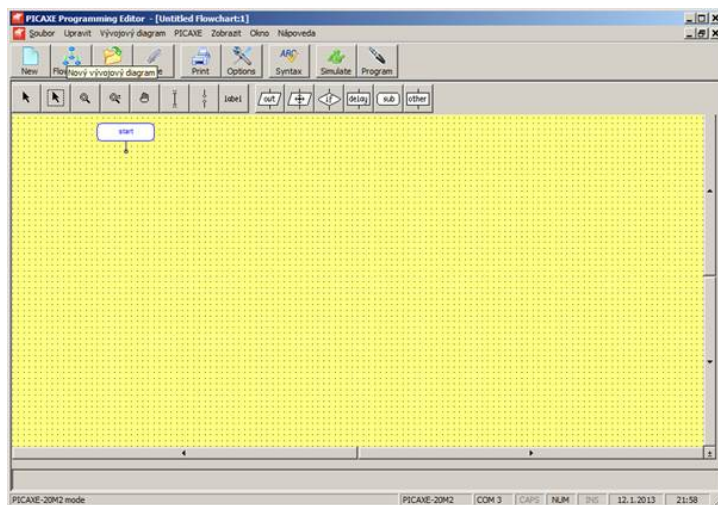 PICAXE Programming Editor - [Untitled Flowchart:1]
Soubor Upravit Vývojový diagram PICAXE Zobrazit Okno Nápoveda
New Print Options Syntax Simulate Program
Nový vývojový diagram
label out if delay sub other
start
PICAXE-20M2 mode PICAXE-20M2 COM 3 CAPS NUM INS 12.1.2013 21:58